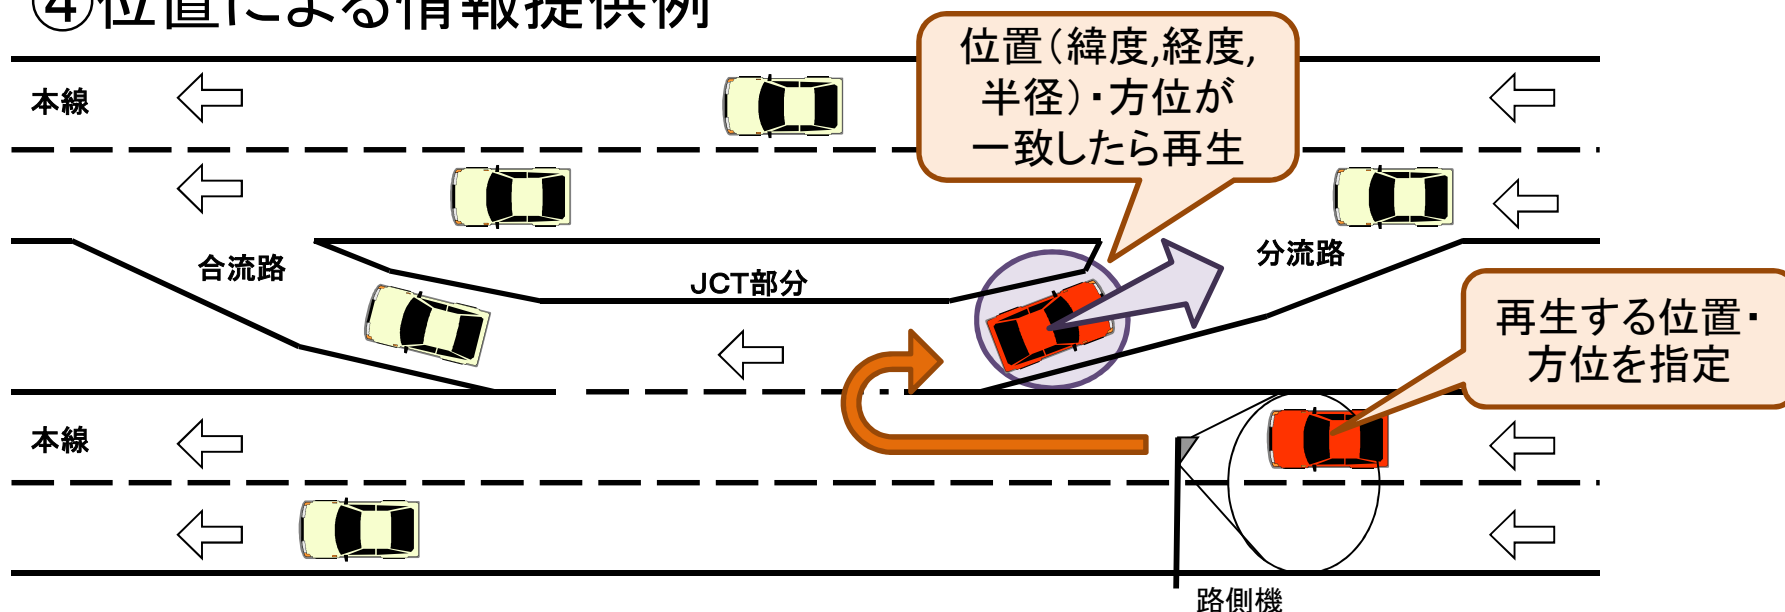 ④位置による情報提供例
位置（緯度,経度,
半径）・方位が
一致したら再生
本線
合流路
JCT部分
分流路
再生する位置・
方位を指定
本線
路側機